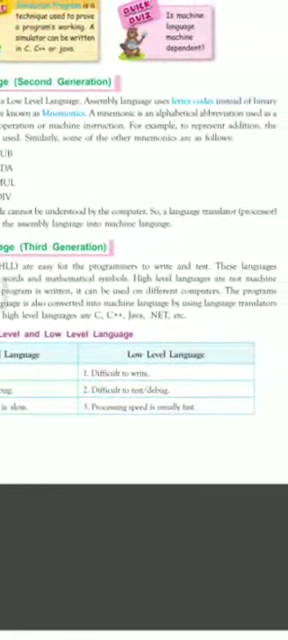 Simulation Program is a
technique used to prove
a program's working. A
simulator can be written
in C, C++ or java.
QUICK
QUIZ
Is machine
language
machine
dependent?
ge (Second Generation)
a Low Level Language. Assembly language uses letter codes instead of binary
e known as Mnemonics. A mnemonic is an alphabetical abbreviation used as a
operation or machine instruction. For example, to represent addition, the
used. Similarly, some of the other mnemonics are as follows:
UB
DA
MUL
DIV
le cannot be understood by the computer. So, a language translator (processor)
the assembly language into machine language.
age (Third Generation)
HLL) are easy for the programmers to write and test. These languages
words and mathematical symbols. High level languages are not machine
program is written, it can be used on different computers. The programs
guage is also converted into machine language by using language translators
high level languages are C, C++, Java, .NET, etc.
Level and Low Level Language
Language Low Level Language
1. Difficult to write.
bug. 2. Difficult to test/debug.
is slow. 3. Processing speed is usually fast.